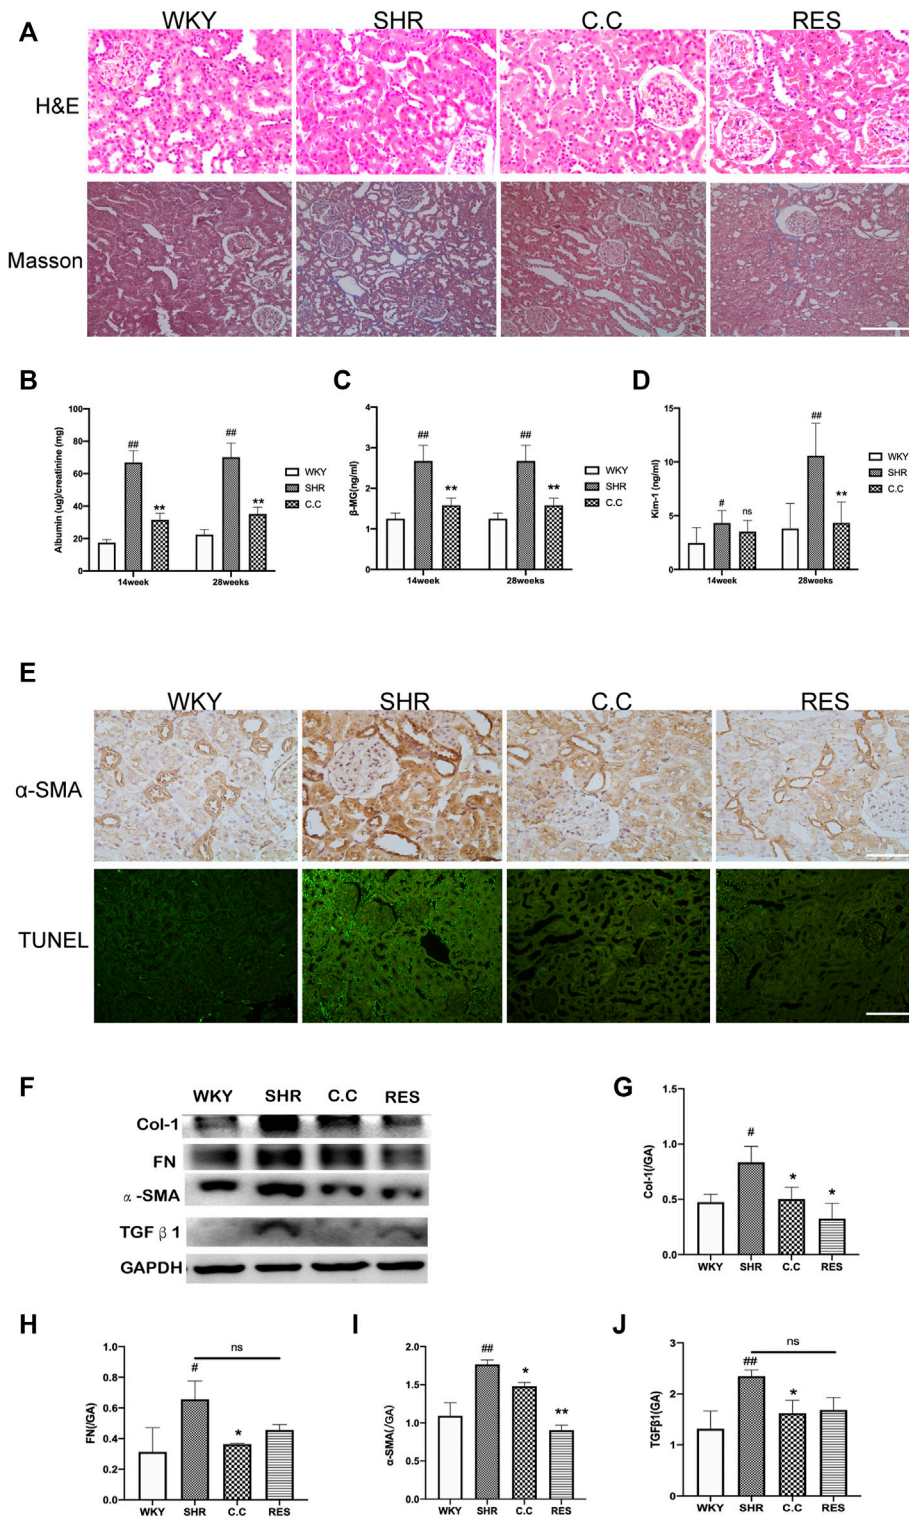 A
WKY SHR C.C RES
H&E
Masson
B
Albumin (ug)/creatinine (mg)
100
80
60
40
20
0
## ** ## **
14week 28weeks
WKY
SHR
C.C
C
β-MG(ng/ml)
4
3
2
1
0
## ** ## **
14week 28weeks
WKY
SHR
C.C
D
Kim-1 (ng/ml)
15
10
5
0
# ns ## **
14week 28weeks
WKY
SHR
C.C
E
WKY SHR C.C RES
α-SMA
TUNEL
F
WKY SHR C.C RES
Col-1
FN
α-SMA
TGFβ1
GAPDH
G
Col-1(/GA)
1.5
1.0
0.5
0.0
# * *
WKY SHR C.C RES
H
FN(/GA)
1.0
0.8
0.6
0.4
0.2
0.0
ns
# *
WKY SHR C.C RES
I
α-SMA(/GA)
2.0
1.5
1.0
0.5
0.0
## * **
WKY SHR C.C RES
J
TGFβ1(GA)
3
2
1
0
ns
## *
WKY SHR C.C RES